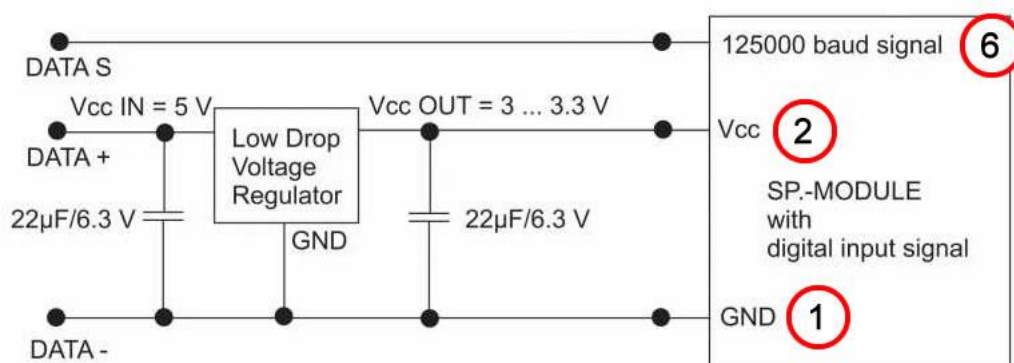 125000 baud signal 6
DATA S
Vcc IN = 5 V
Vcc OUT = 3 ... 3.3 V
DATA +
Low Drop
Voltage
Regulator
Vcc 2
22µF/6.3 V
GND
22µF/6.3 V
SP.-MODULE
with
digital input signal
GND 1
DATA -